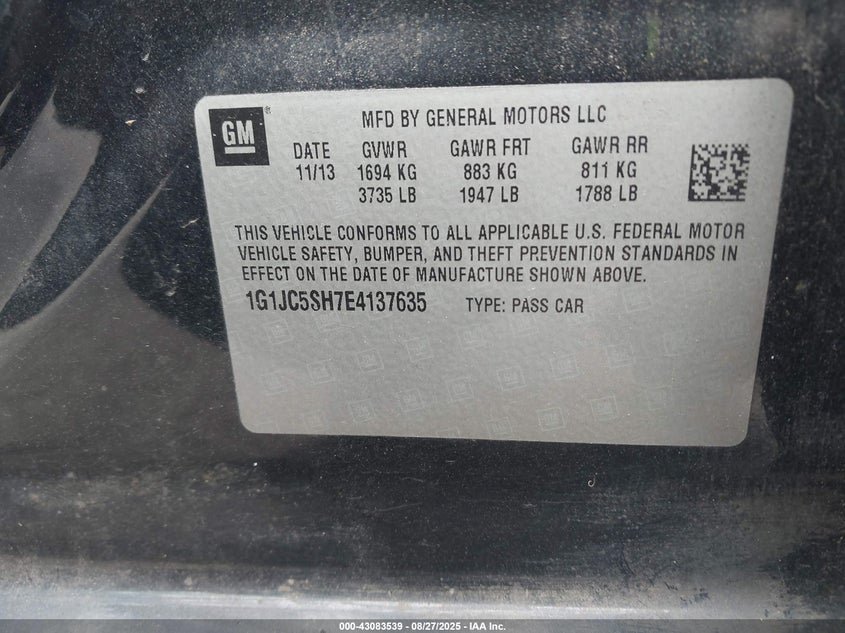 GM ®
MFD BY GENERAL MOTORS LLC
DATE GVWR GAWR FRT GAWR RR
11/13 1694 KG 883 KG 811 KG
3735 LB 1947 LB 1788 LB
THIS VEHICLE CONFORMS TO ALL APPLICABLE U.S. FEDERAL MOTOR
VEHICLE SAFETY, BUMPER, AND THEFT PREVENTION STANDARDS IN
EFFECT ON THE DATE OF MANUFACTURE SHOWN ABOVE.
1G1JC5SH7E4137635 TYPE: PASS CAR
000-43083539 - 08/27/2025 - IAA Inc.